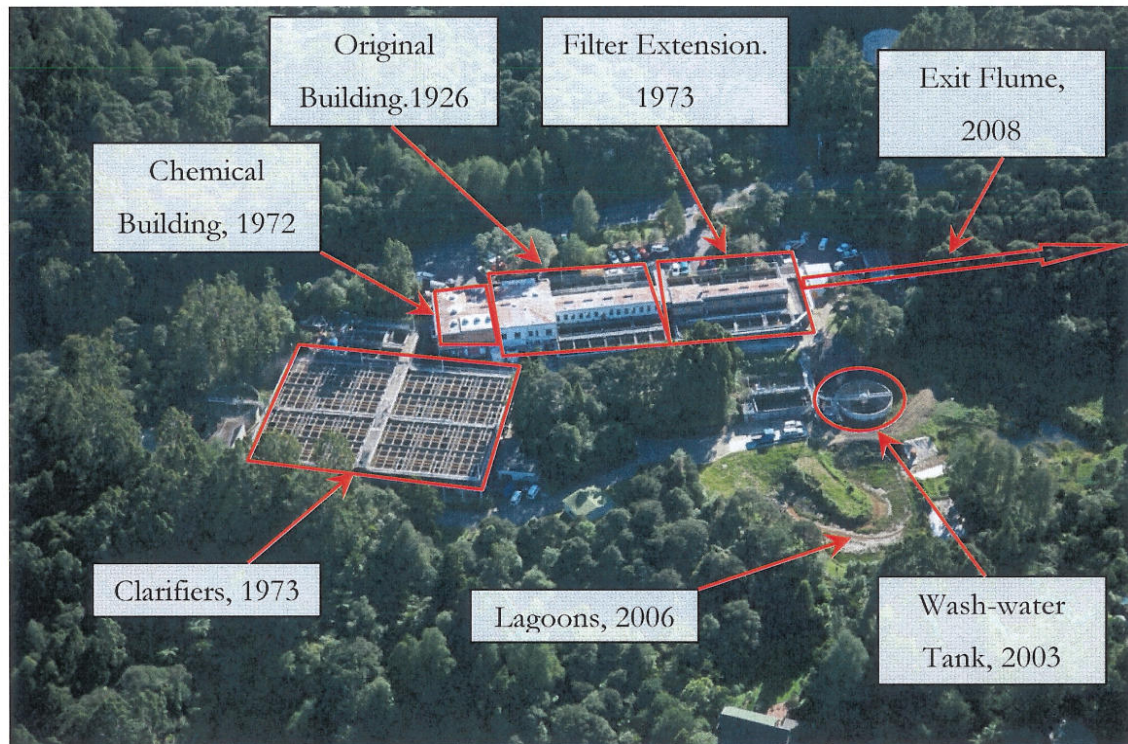 Original
Building.1926
Filter Extension.
1973
Exit Flume,
2008
Chemical
Building, 1972
Clarifiers, 1973
Lagoons, 2006
Wash-water
Tank, 2003